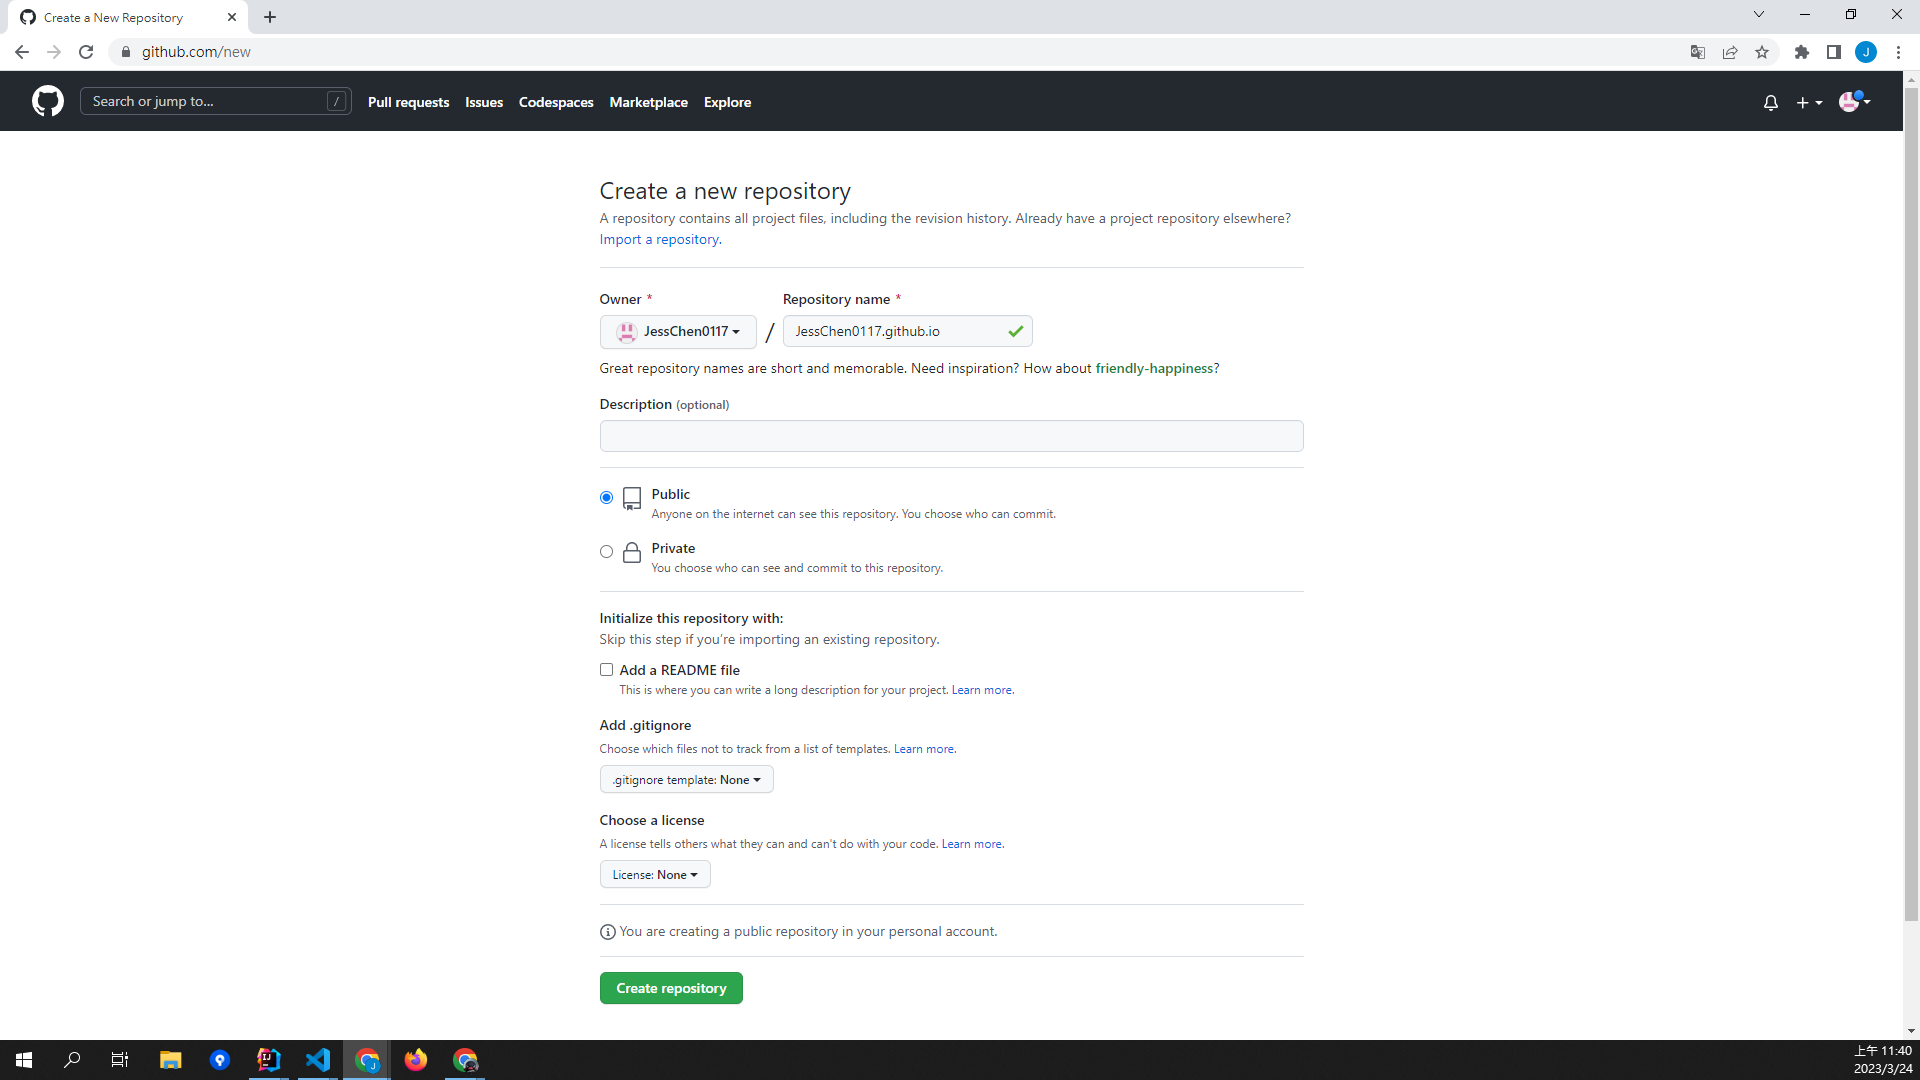 Create a New Repository
github.com/new
J
Search or jump to...
/
Pull requests
Issues
Codespaces
Marketplace
Explore
Create a new repository
A repository contains all project files, including the revision history. Already have a project repository elsewhere?
Import a repository.
Owner *
Repository name *
JessChen0117
/
JessChen0117.github.io
Great repository names are short and memorable. Need inspiration? How about friendly-happiness?
Description (optional)
Public
Anyone on the internet can see this repository. You choose who can commit.
Private
You choose who can see and commit to this repository.
Initialize this repository with:
Skip this step if you're importing an existing repository.
Add a README file
This is where you can write a long description for your project. Learn more.
Add .gitignore
Choose which files not to track from a list of templates. Learn more.
.gitignore template: None
Choose a license
A license tells others what they can and can't do with your code. Learn more.
License: None
You are creating a public repository in your personal account.
Create repository
IJ
J
上午 11:40
2023/3/24